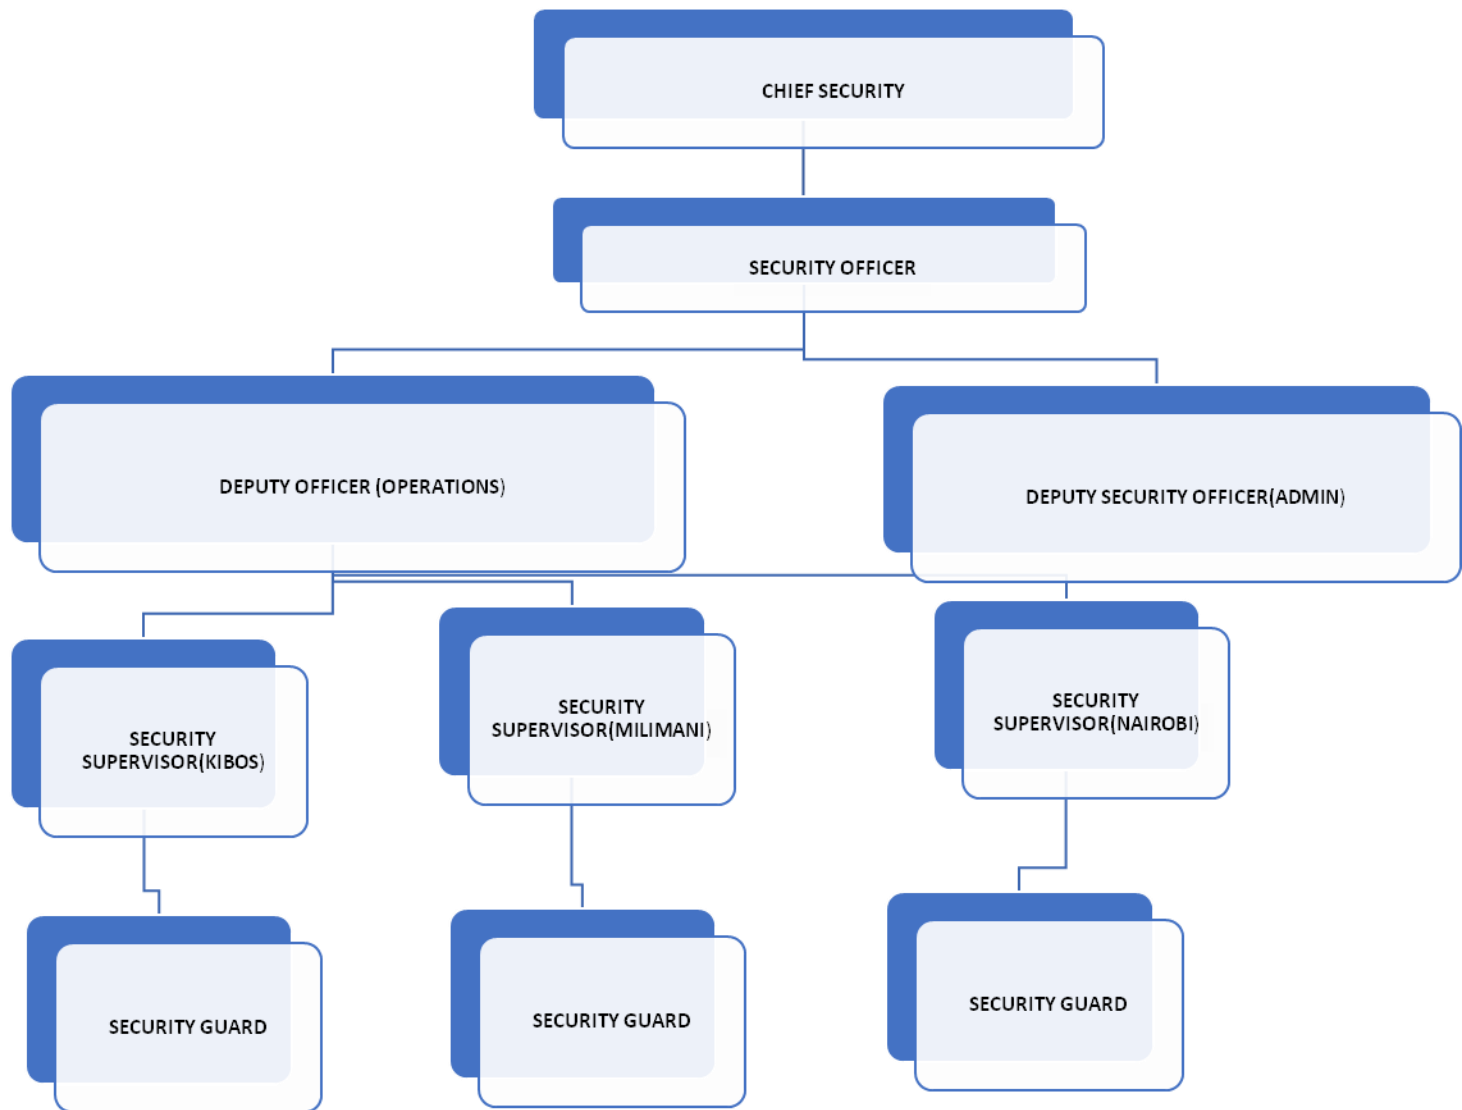 CHIEF SECURITY
SECURITY OFFICER
DEPUTY OFFICER (OPERATIONS)
DEPUTY SECURITY OFFICER(ADMIN)
SECURITY
SUPERVISOR(KIBOS)
SECURITY
SUPERVISOR(MILIMANI)
SECURITY
SUPERVISOR(NAIROBI)
SECURITY GUARD
SECURITY GUARD
SECURITY GUARD